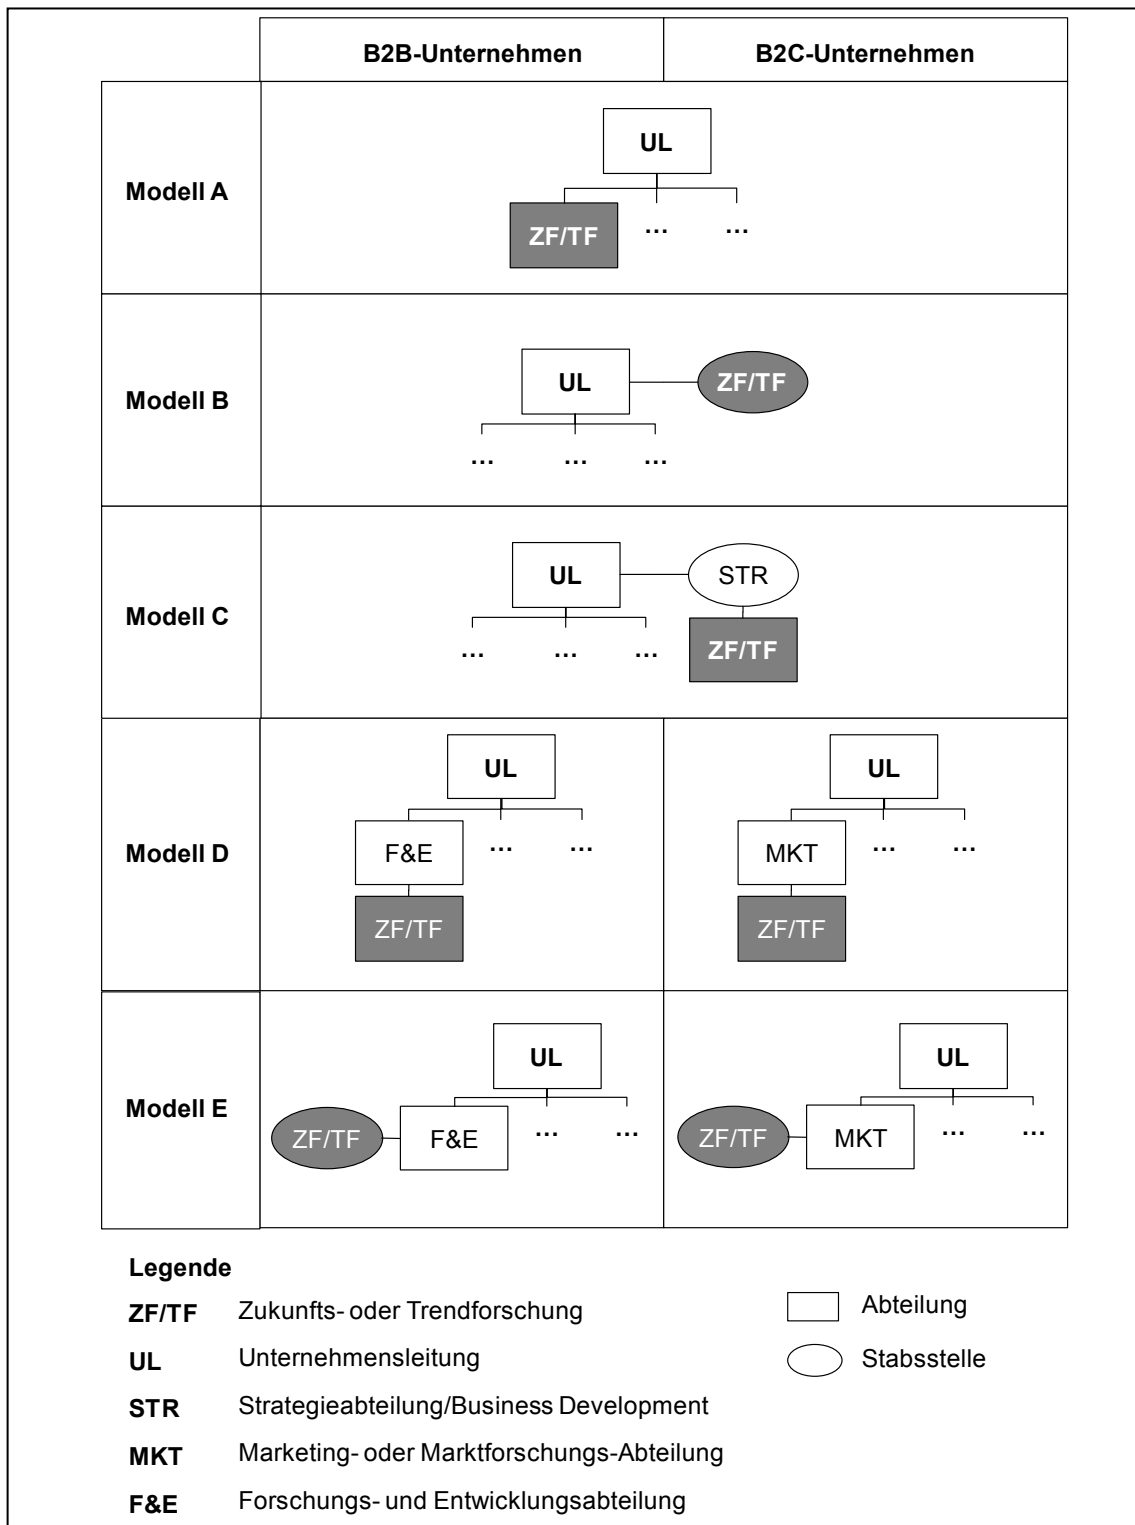 B2B-Unternehmen B2C-Unternehmen
Modell A
UL
ZF/TF ... ...
Modell B
UL ZF/TF
... ... ...
Modell C
UL STR
... ... ... ZF/TF
Modell D
UL UL
F&E ... ... MKT ... ...
ZF/TF ZF/TF
Modell E
UL UL
ZF/TF F&E ... ... ZF/TF MKT ... ...
Legende
ZF/TF Zukunfts- oder Trendforschung Abteilung
UL Unternehmensleitung Stabsstelle
STR Strategieabteilung/Business Development
MKT Marketing- oder Marktforschungs-Abteilung
F&E Forschungs- und Entwicklungsabteilung